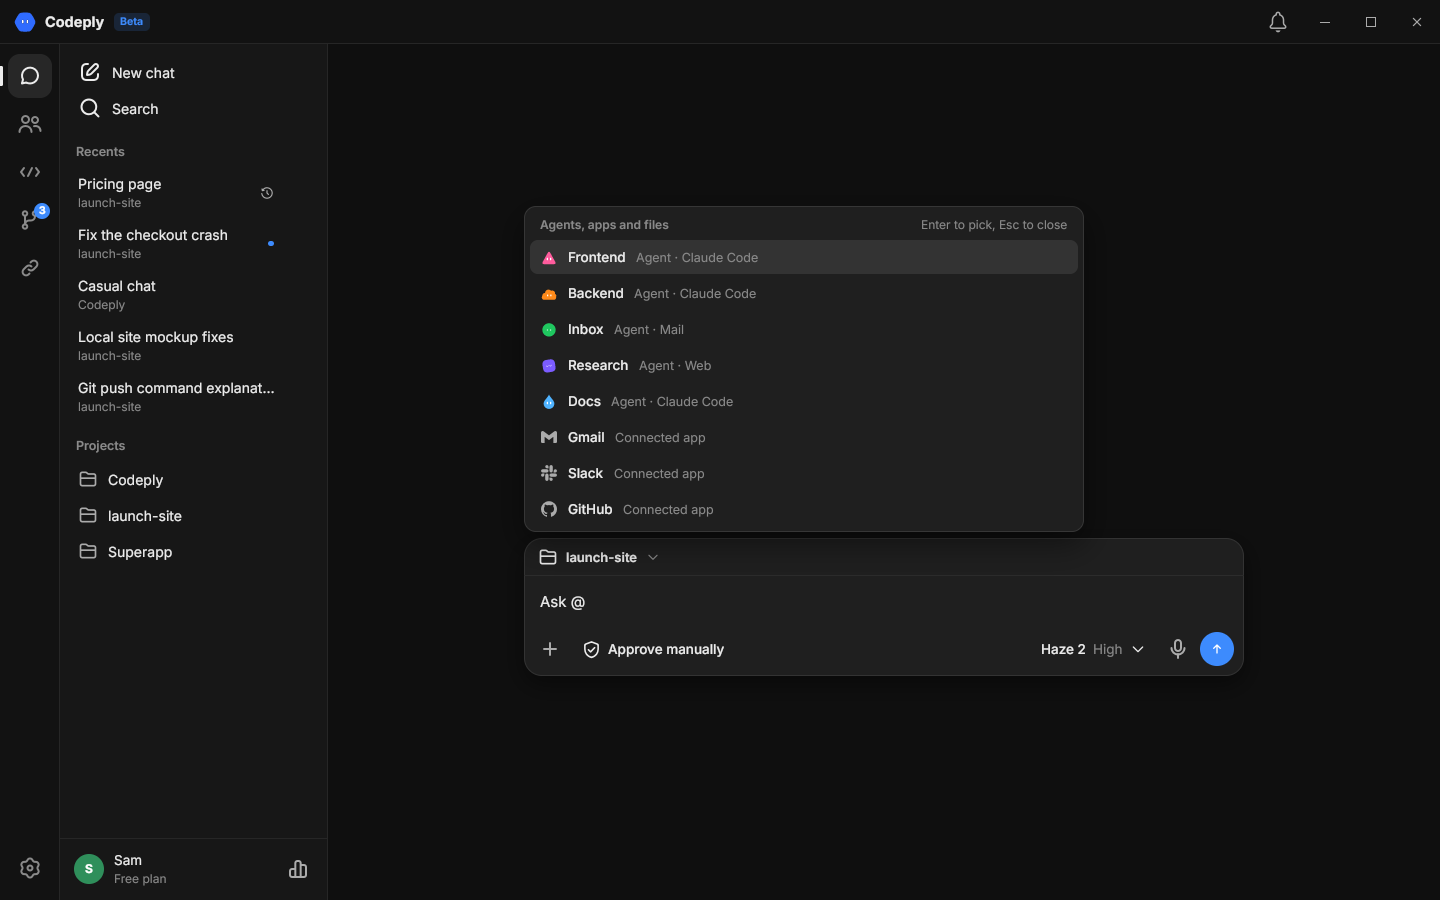 Codeply Beta
New chat
Search
Recents
Pricing page
launch-site
Fix the checkout crash
launch-site
Casual chat
Codeply
Local site mockup fixes
launch-site
Git push command explanat...
launch-site
Projects
Codeply
launch-site
Superapp
S
Sam
Free plan
3
Agents, apps and files Enter to pick, Esc to close
Frontend Agent · Claude Code
Backend Agent · Claude Code
Inbox Agent · Mail
Research Agent · Web
Docs Agent · Claude Code
Gmail Connected app
Slack Connected app
GitHub Connected app
launch-site
Ask @
Approve manually Haze 2 High